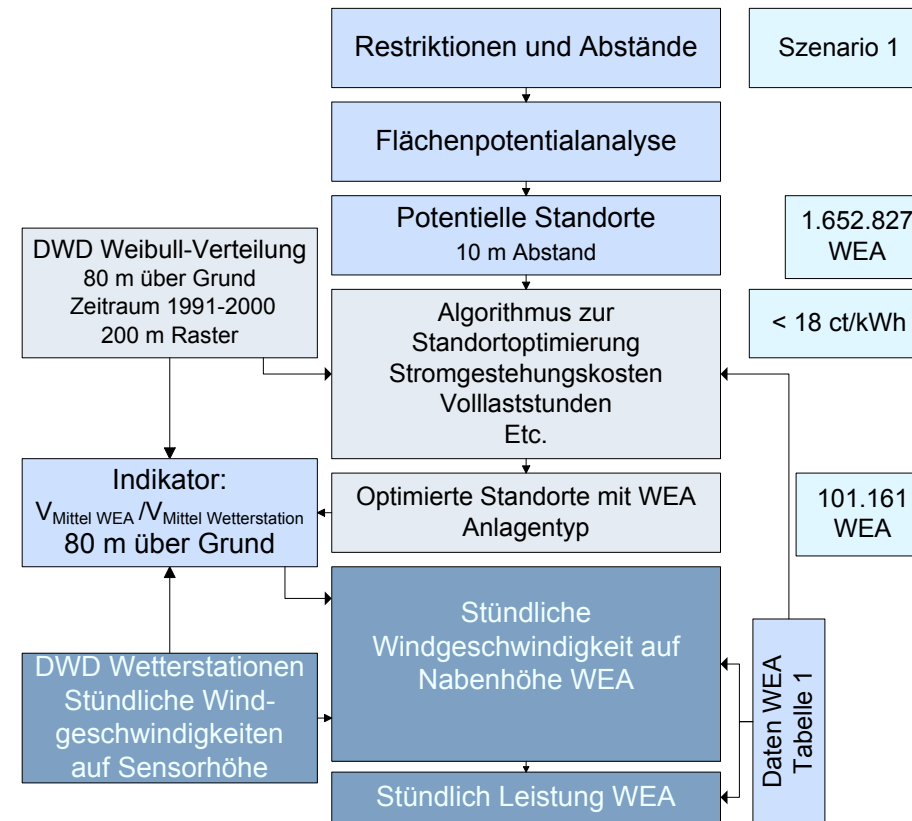 Restriktionen und Abstände
Szenario 1
Flächenpotentialanalyse
Potentielle Standorte
10 m Abstand
1.652.827
WEA
DWD Weibull-Verteilung
80 m über Grund
Zeitraum 1991-2000
200 m Raster
Algorithmus zur
Standortoptimierung
Stromgestehungskosten
Volllaststunden
Etc.
< 18 ct/kWh
Indikator:
VMittel WEA /VMittel Wetterstation
80 m über Grund
Optimierte Standorte mit WEA
Anlagentyp
101.161
WEA
Stündliche
Windgeschwindigkeit auf
Nabenhöhe WEA
DWD Wetterstationen
Stündliche Wind-
geschwindigkeiten
auf Sensorhöhe
Daten WEA
Tabelle 1
Stündlich Leistung WEA